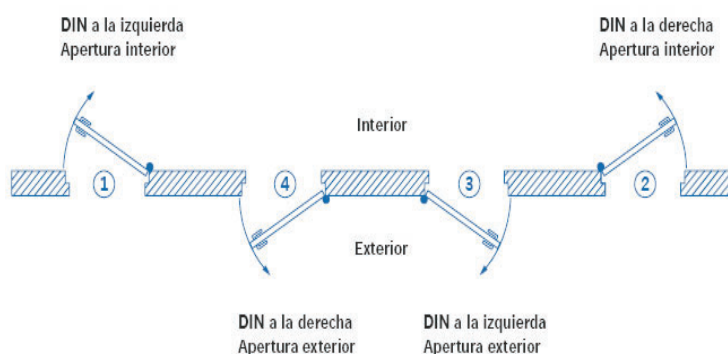 DIN a la izquierda
Apertura interior
DIN a la derecha
Apertura interior
Interior
1
4
3
2
Exterior
DIN a la derecha
Apertura exterior
DIN a la izquierda
Apertura exterior